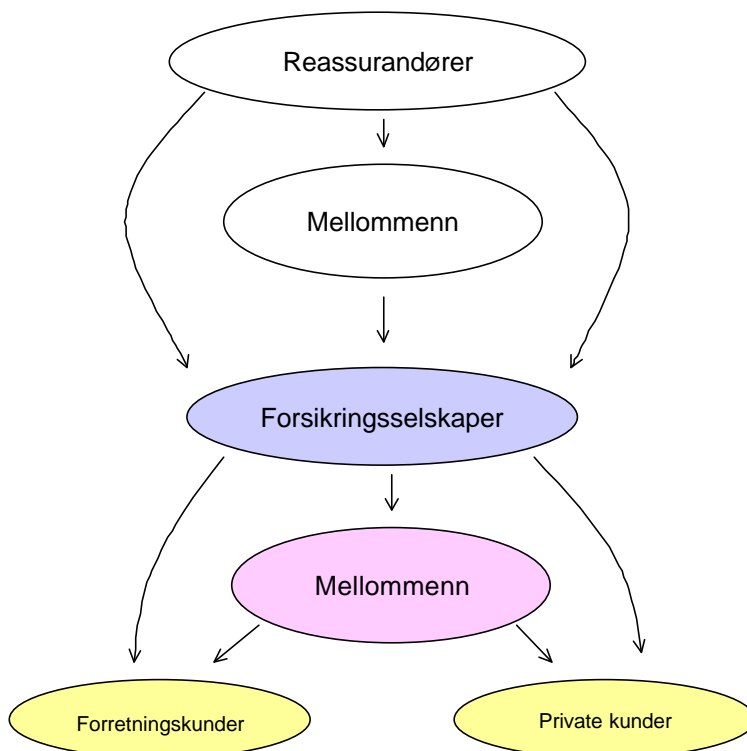 Reassurandører
Mellommenn
Forsikringsselskaper
Mellommenn
Forretningskunder
Private kunder